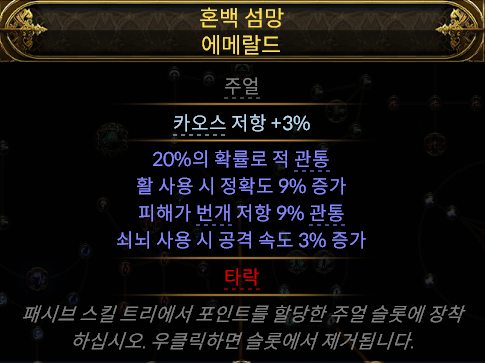 혼백 섬망
에메랄드
주얼
카오스 저항 +3%
20%의 확률로 적 관통
활 사용 시 정확도 9% 증가
피해가 번개 저항 9% 관통
쇠뇌 사용 시 공격 속도 3% 증가
타락
패시브 스킬 트리에서 포인트를 할당한 주얼 슬롯에 장착
하십시오. 우클릭하면 슬롯에서 제거됩니다.